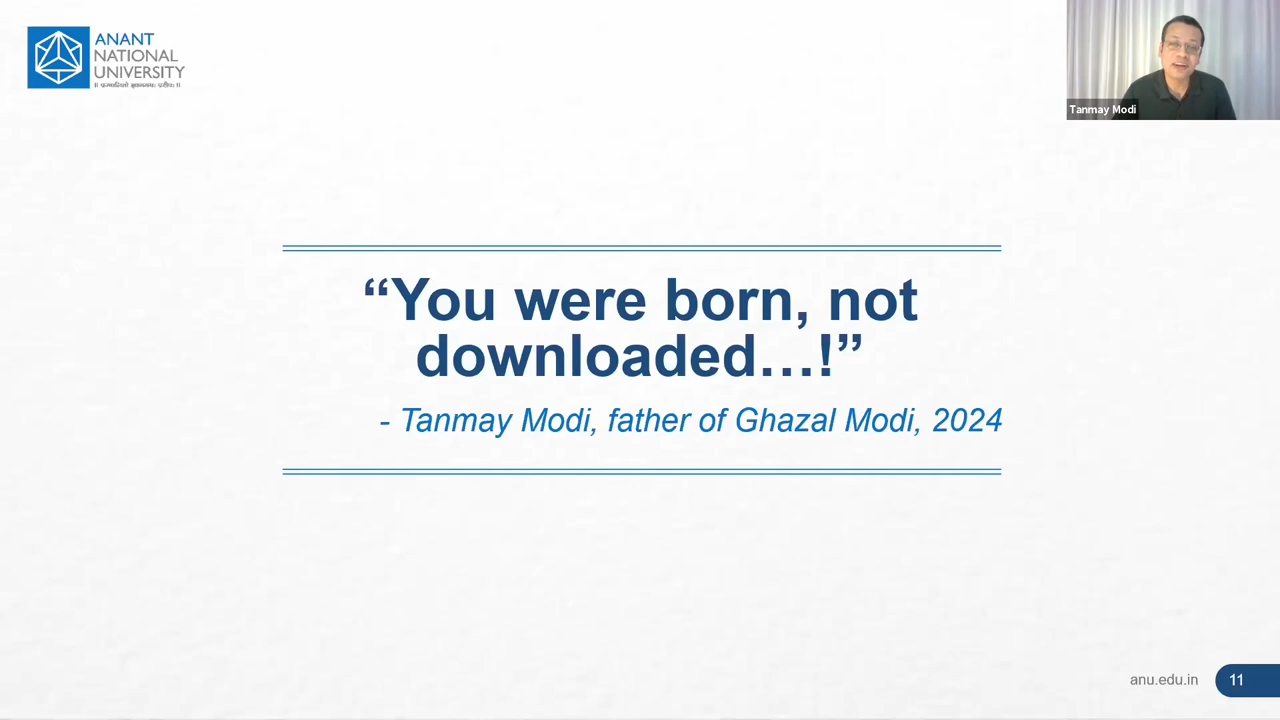 ANANT
NATIONAL
UNIVERSITY
Tanmay Modi
“You were born, not
downloaded…!”
- Tanmay Modi, father of Ghazal Modi, 2024
anu.edu.in
11